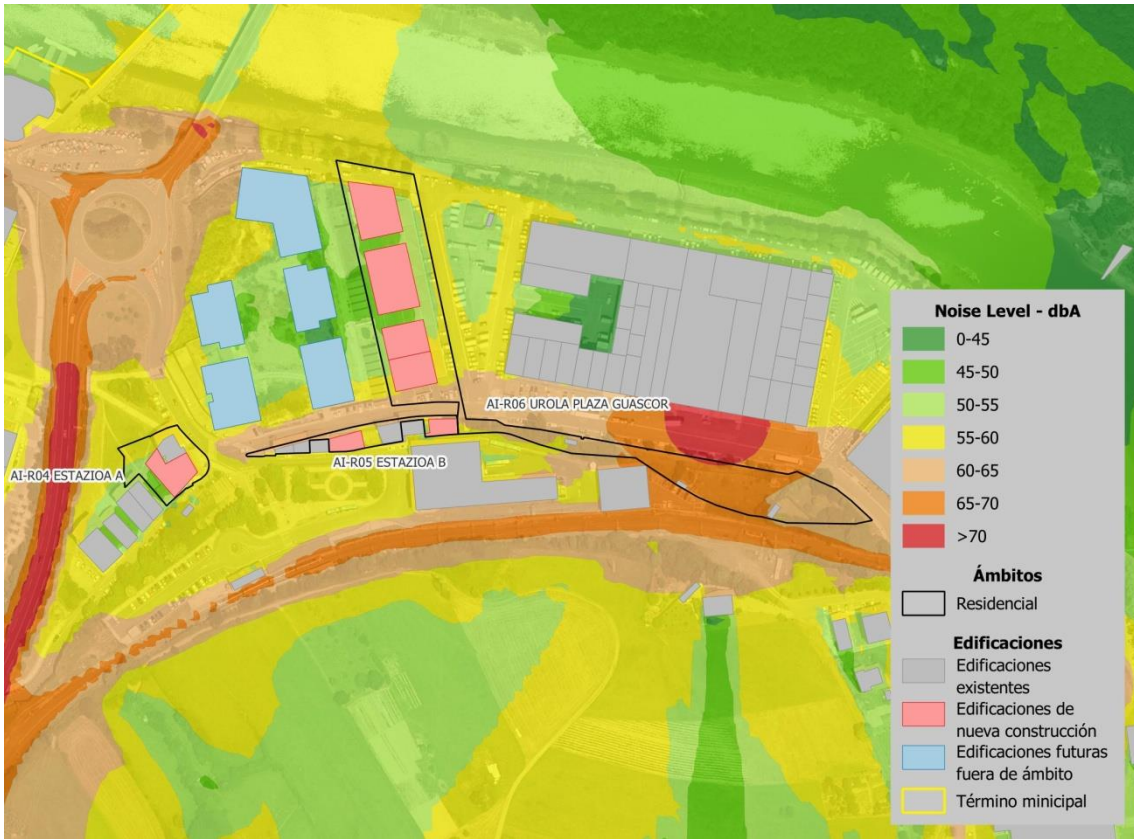 AI-R06 UROLA PLAZA GUASCOR
AI-R05 ESTAZIOA B
AI-R04 ESTAZIOA A
Noise Level - dbA
0-45
45-50
50-55
55-60
60-65
65-70
>70
Ámbitos
Residencial
Edificaciones
Edificaciones
existentes
Edificaciones de
nueva construcción
Edificaciones futuras
fuera de ámbito
Término minicipal